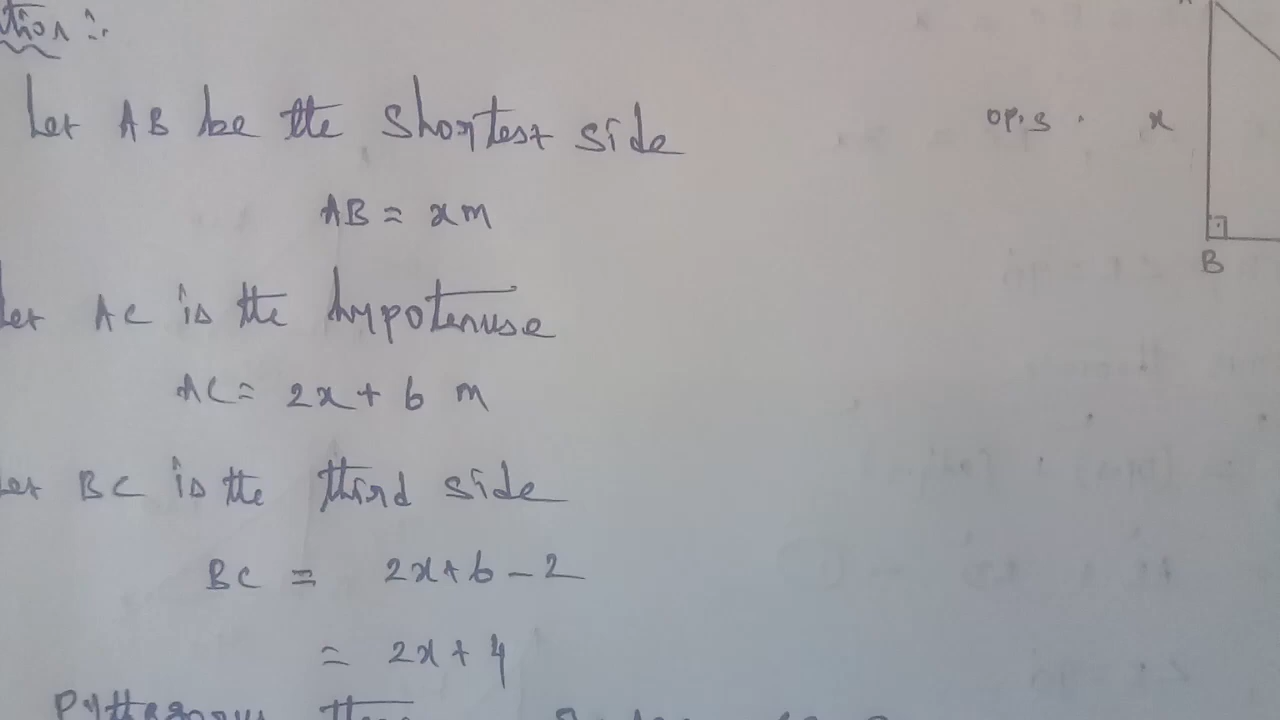 Let AB be the shortest side
AB = x m
Let AC is the hypotenuse
AC = 2x + 6 m
Let BC is the third side
BC = 2x + 6 - 2
= 2x + 4
op.s . x
B